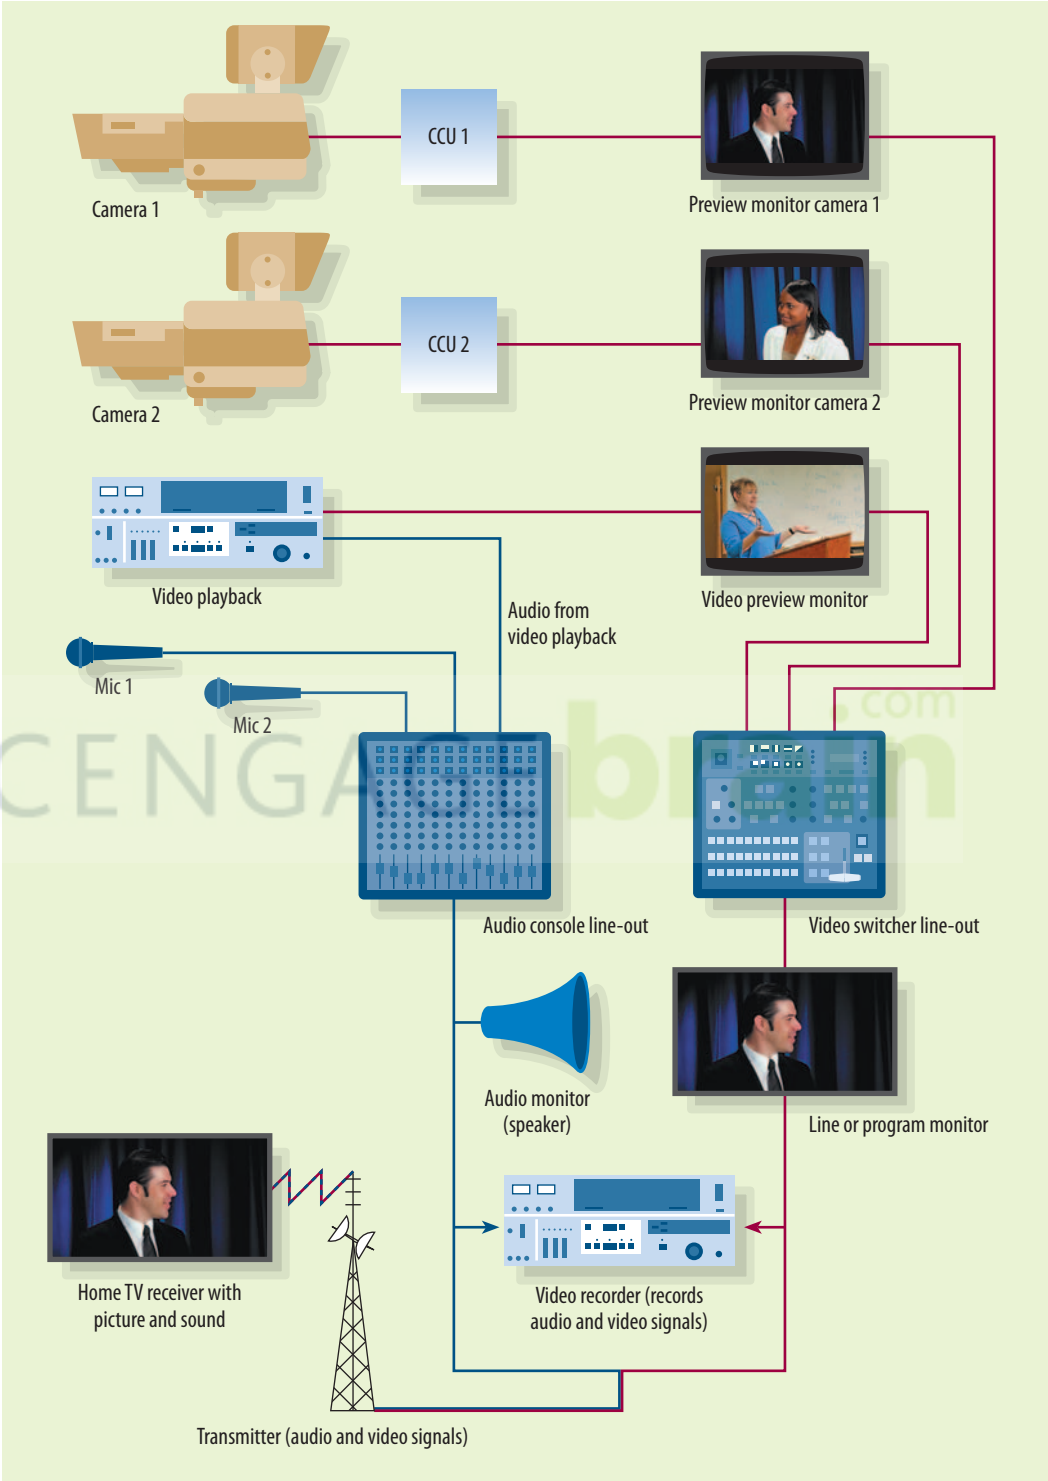 CCU 1
Camera 1
Preview monitor camera 1
CCU 2
Camera 2
Preview monitor camera 2
Video playback
Audio from
video playback
Video preview monitor
Mic 1
Mic 2
CENGAGE brain
.com
Audio console line-out
Video switcher line-out
Audio monitor
(speaker)
Line or program monitor
Home TV receiver with
picture and sound
Video recorder (records
audio and video signals)
Transmitter (audio and video signals)